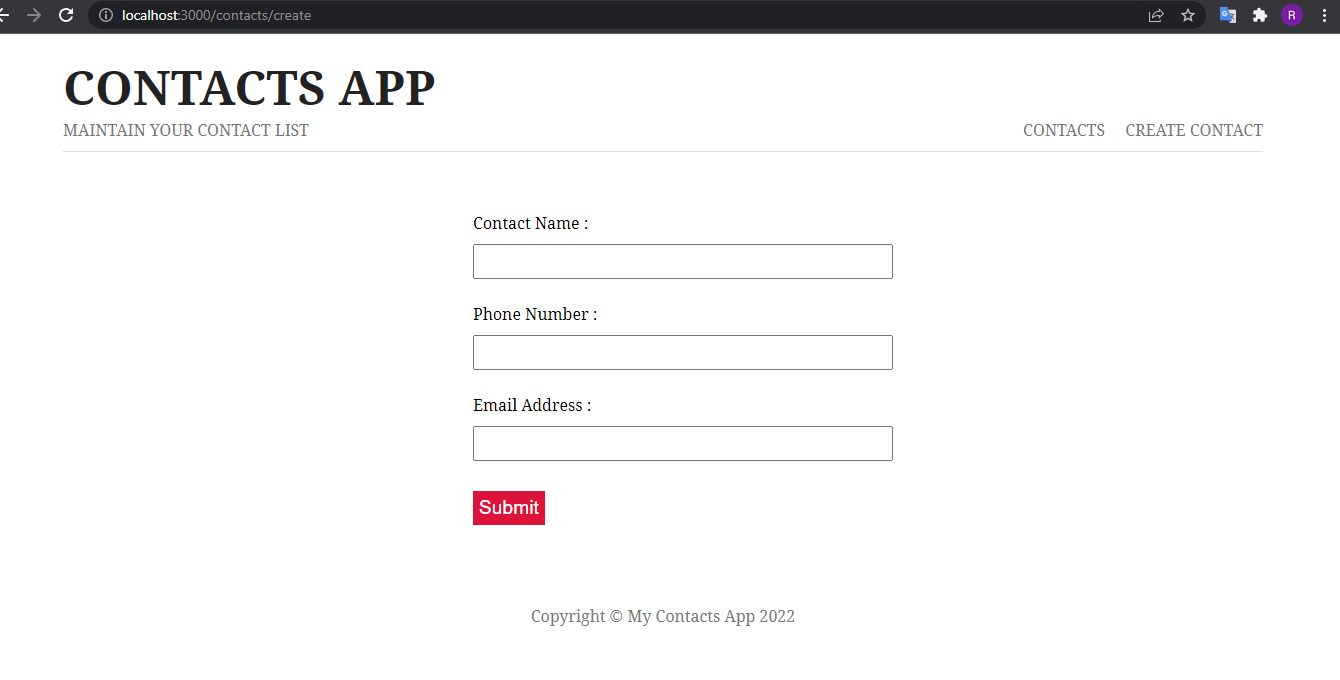 localhost:3000/contacts/create
R
CONTACTS APP
MAINTAIN YOUR CONTACT LIST
CONTACTS CREATE CONTACT
Contact Name :
Phone Number :
Email Address :
Submit
Copyright © My Contacts App 2022